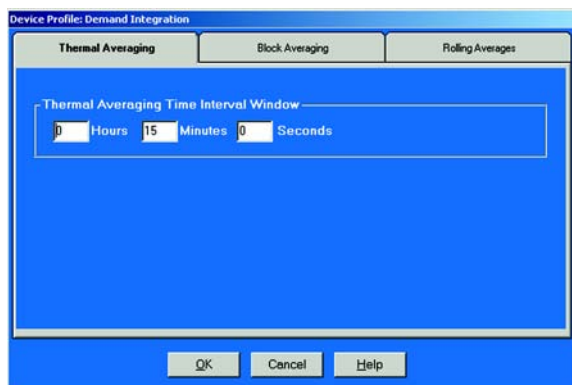 Device Profile: Demand Integration
Thermal Averaging Block Averaging Rolling Averages
Thermal Averaging Time Interval Window
0 Hours 15 Minutes 0 Seconds
OK Cancel Help